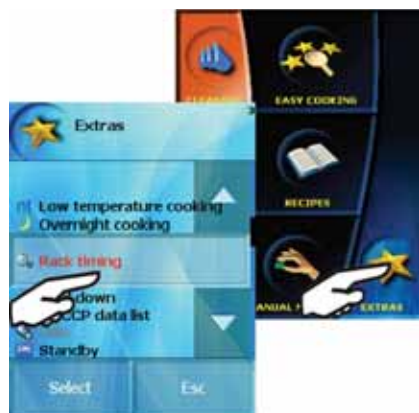 EASY COOKING
RECIPES
EXTRAS
Extras
Low temperature cooking
Overnight cooking
Rack timing
down
CCP data list
Standby
Select
Esc